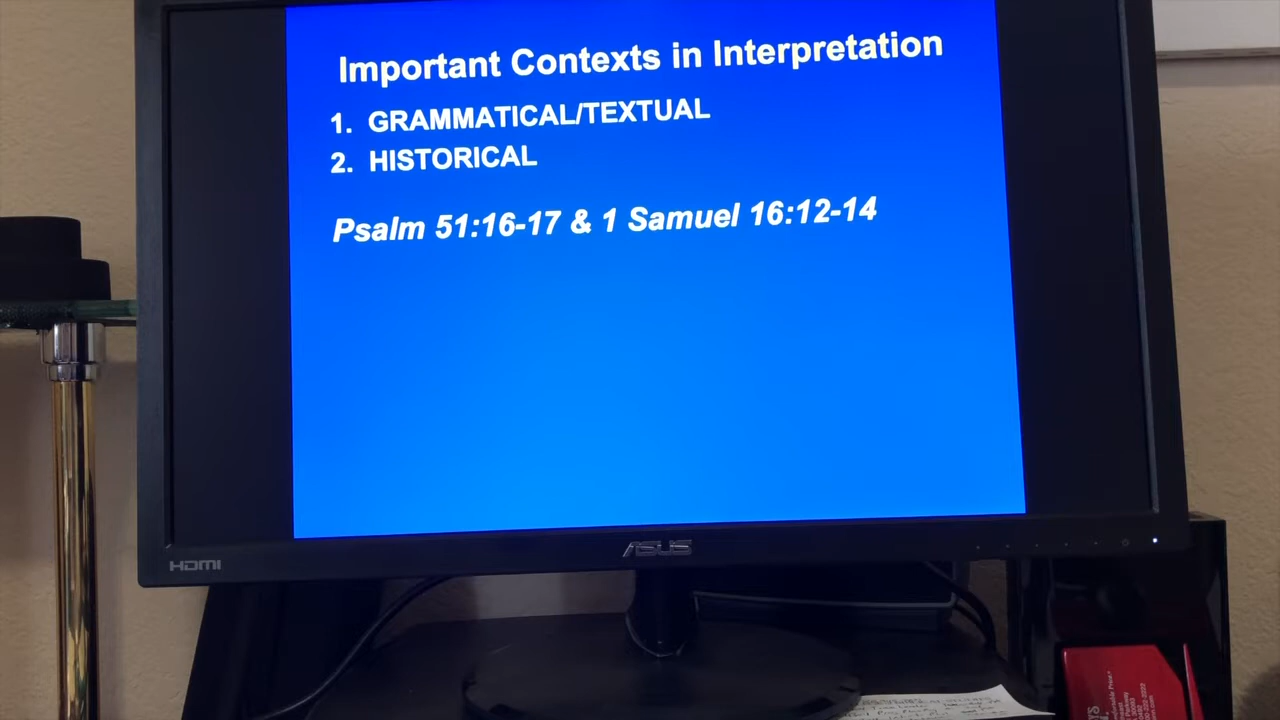 Important Contexts in Interpretation
1. GRAMMATICAL/TEXTUAL
2. HISTORICAL
Psalm 51:16-17 & 1 Samuel 16:12-14
HDMI
ASUS